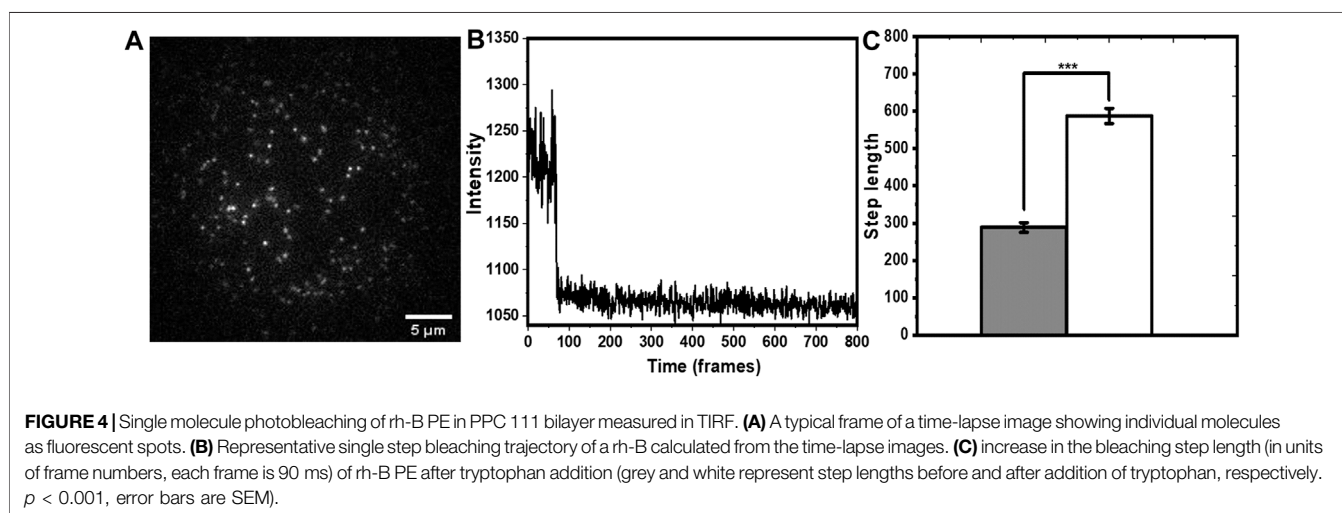 A
5 µm
B
1350
1300
1250
1200
1150
1100
1050
Intensity
0 100 200 300 400 500 600 700 800
Time (frames)
C
800
700
600
500
400
300
200
100
0
Step length
***
FIGURE 4 | Single molecule photobleaching of rh-B PE in PPC 111 bilayer measured in TIRF. (A) A typical frame of a time-lapse image showing individual molecules
as fluorescent spots. (B) Representative single step bleaching trajectory of a rh-B calculated from the time-lapse images. (C) increase in the bleaching step length (in units
of frame numbers, each frame is 90 ms) of rh-B PE after tryptophan addition (grey and white represent step lengths before and after addition of tryptophan, respectively.
p < 0.001, error bars are SEM).